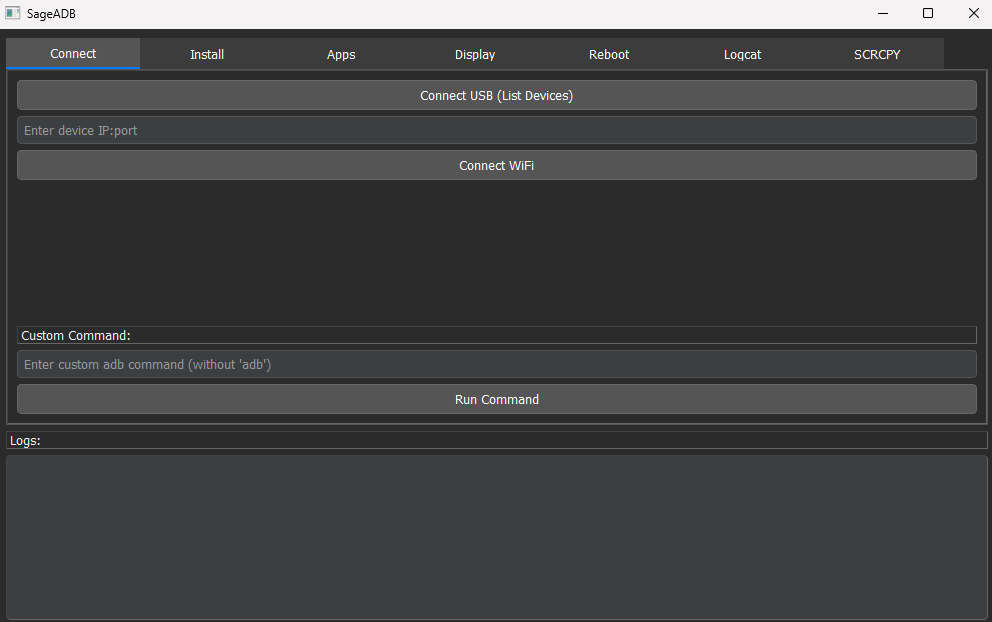 SageADB
Connect Install Apps Display Reboot Logcat SCRCPY
Connect USB (List Devices)
Enter device IP:port
Connect WiFi
Custom Command:
Enter custom adb command (without 'adb')
Run Command
Logs: